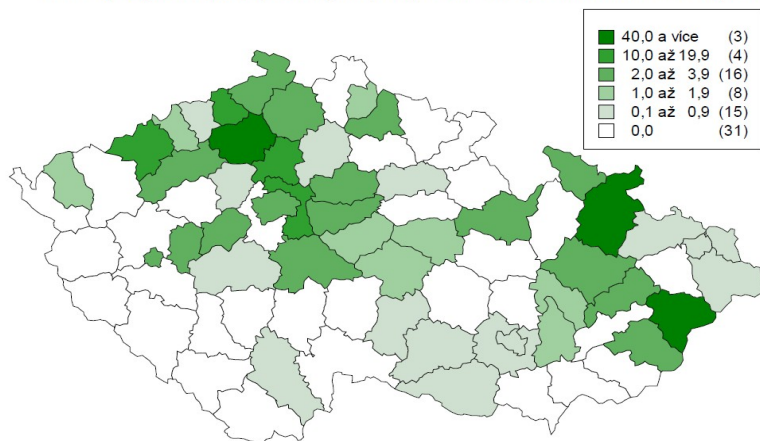 40,0 a více (3)
10,0 až 19,9 (4)
2,0 až 3,9 (16)
1,0 až 1,9 (8)
0,1 až 0,9 (15)
0,0 (31)